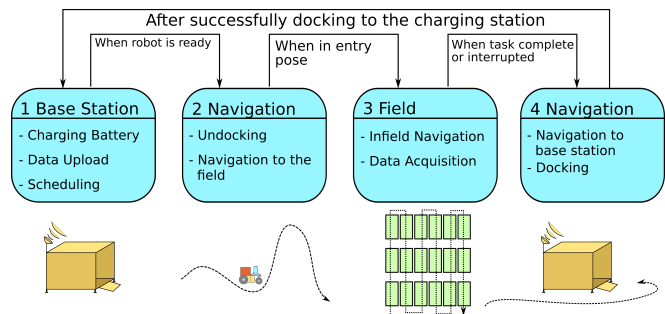 After successfully docking to the charging station
When robot is ready
When in entry
pose
When task complete
or interrupted
1 Base Station
- Charging Battery
- Data Upload
- Scheduling
2 Navigation
- Undocking
- Navigation to the
field
3 Field
- Infield Navigation
- Data Acquisition
4 Navigation
- Navigation to
base station
- Docking